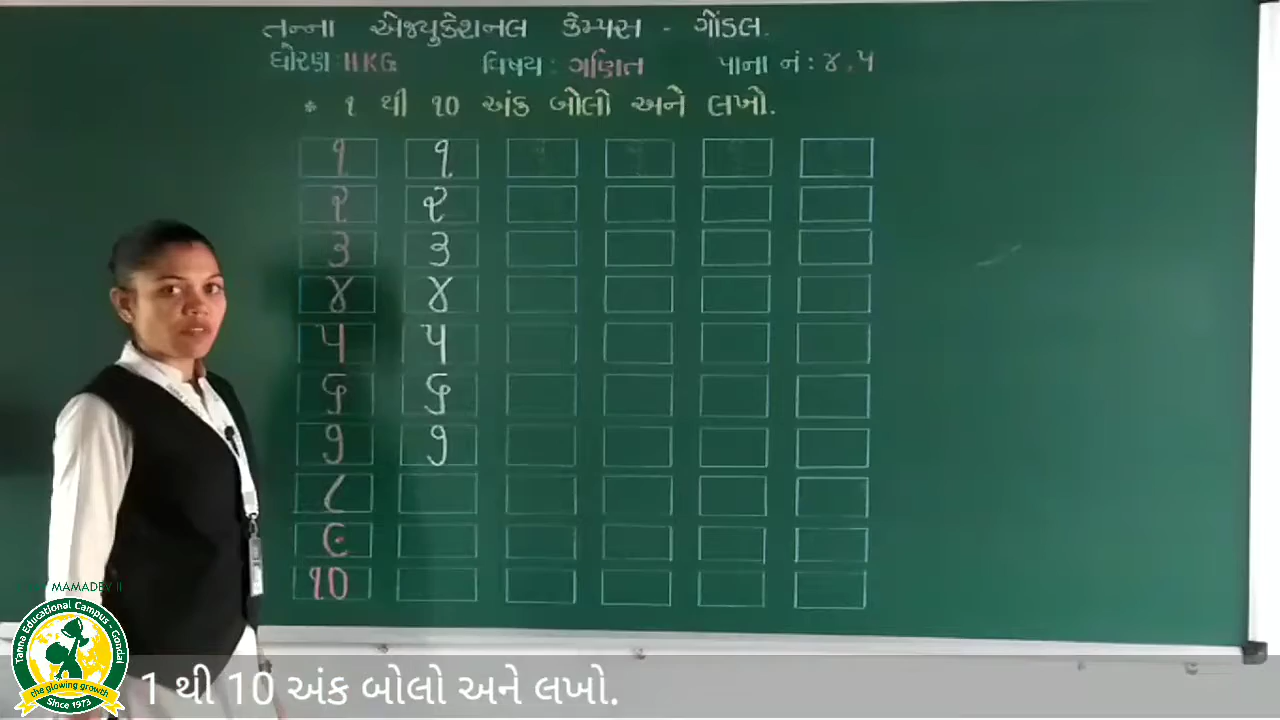 તન્ના એજ્યુકેશનલ કેમ્પસ - ગોંડલ.
ધોરણ : HKG વિષય : ગણિત પાના નં : ૪,૫
* ૧ થી ૧૦ અંક બોલો અને લખો.
૧ ૧
૨ ૨
૩ ૩
૪ ૪
૫ ૫
૬ ૬
૭ ૭
૮
૯
૧૦
MAMADEV II
Tanna Educational Campus - Gondal
the glowing growth
Since 1973
1 થી 10 અંક બોલો અને લખો.